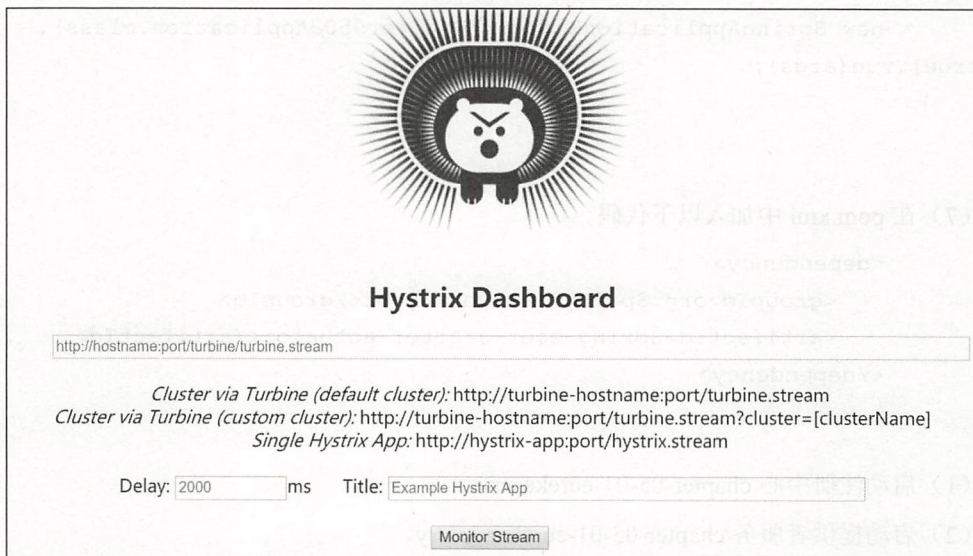 Hystrix Dashboard
http://hostname:port/turbine/turbine.stream
Cluster via Turbine (default cluster): http://turbine-hostname:port/turbine.stream
Cluster via Turbine (custom cluster): http://turbine-hostname:port/turbine.stream?cluster=[clusterName]
Single Hystrix App: http://hystrix-app:port/hystrix.stream
Delay: 2000 ms Title: Example Hystrix App
Monitor Stream